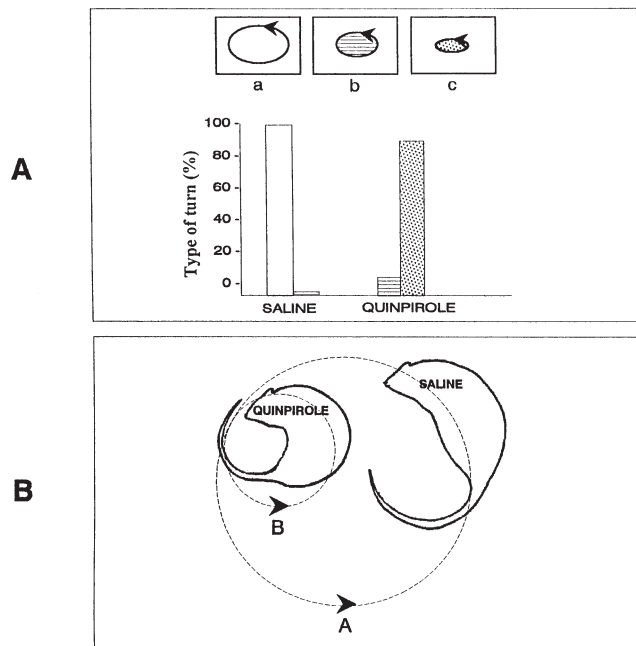 a b c
A
Type of turn (%)
100
80
60
40
20
0
SALINE QUINPIROLE
B
SALINE
QUINPIROLE
B
A